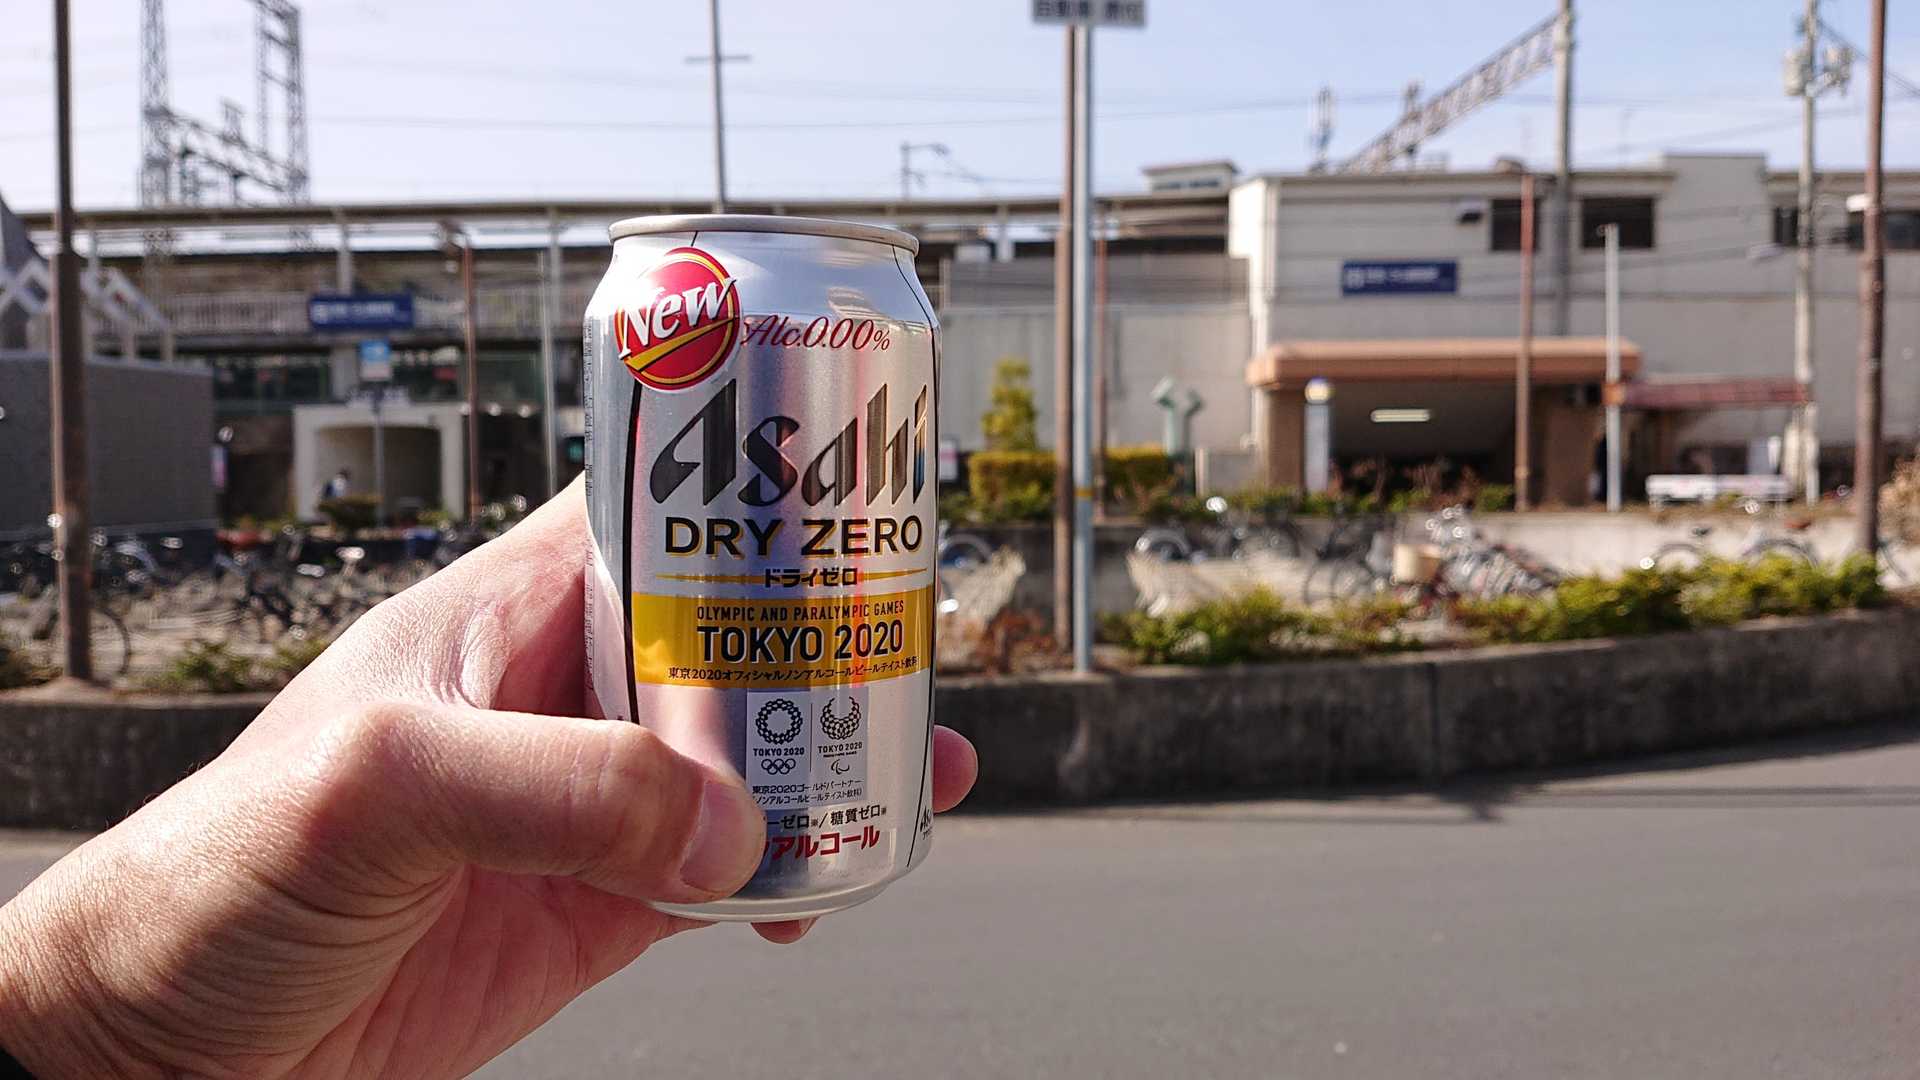 New
Alc.0.00%
Asahi
DRY ZERO
ドライゼロ
OLYMPIC AND PARALYMPIC GAMES
TOKYO 2020
東京2020オフィシャルノンアルコールビールテイスト飲料
TOKYO 2020
TOKYO 2020
東京2020ゴールドパートナー
(ノンアルコールビールテイスト飲料)
ーゼロ※/糖質ゼロ※
アルコール